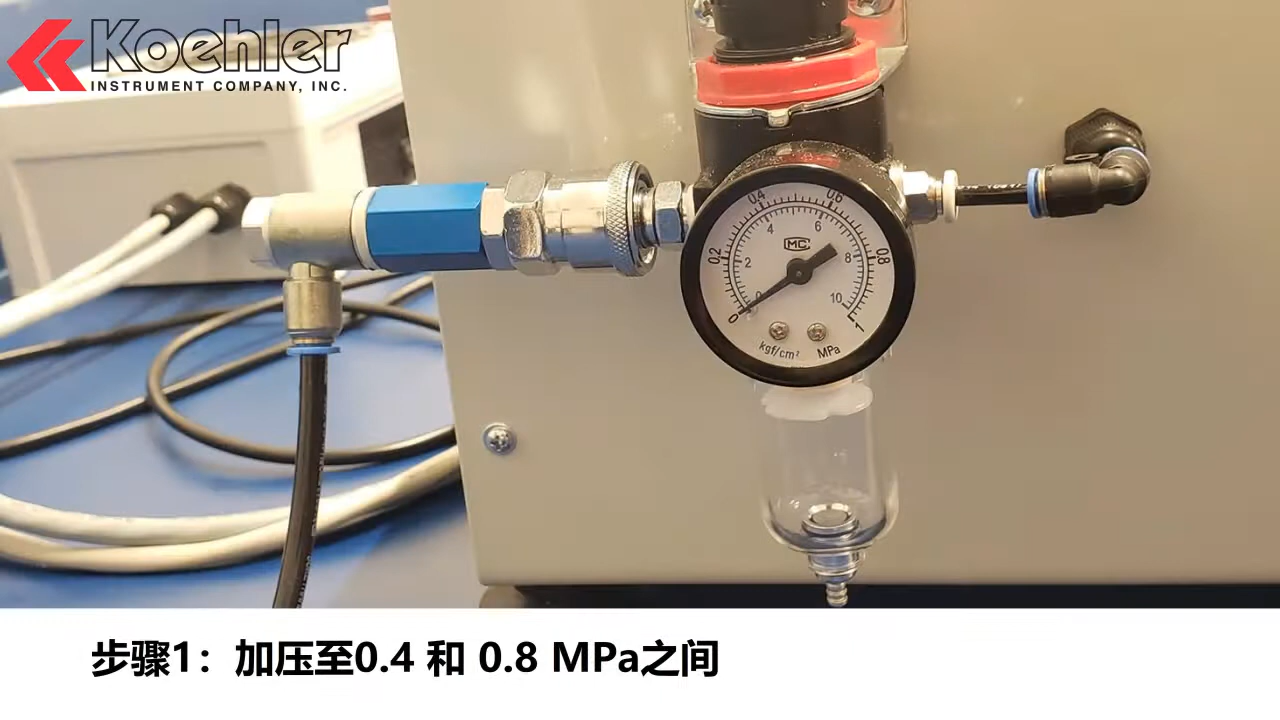 Koehler
INSTRUMENT COMPANY, INC.
0.4
0.6
4
6
MC
0.2
0.8
2
8
0
10
0
1
kgf/cm²
MPa
步骤1：加压至0.4 和 0.8 MPa之间